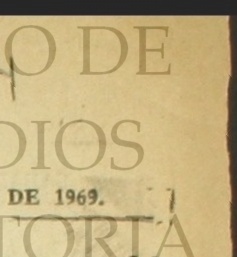 O DE
DIOS
DE 1969.
TORIA